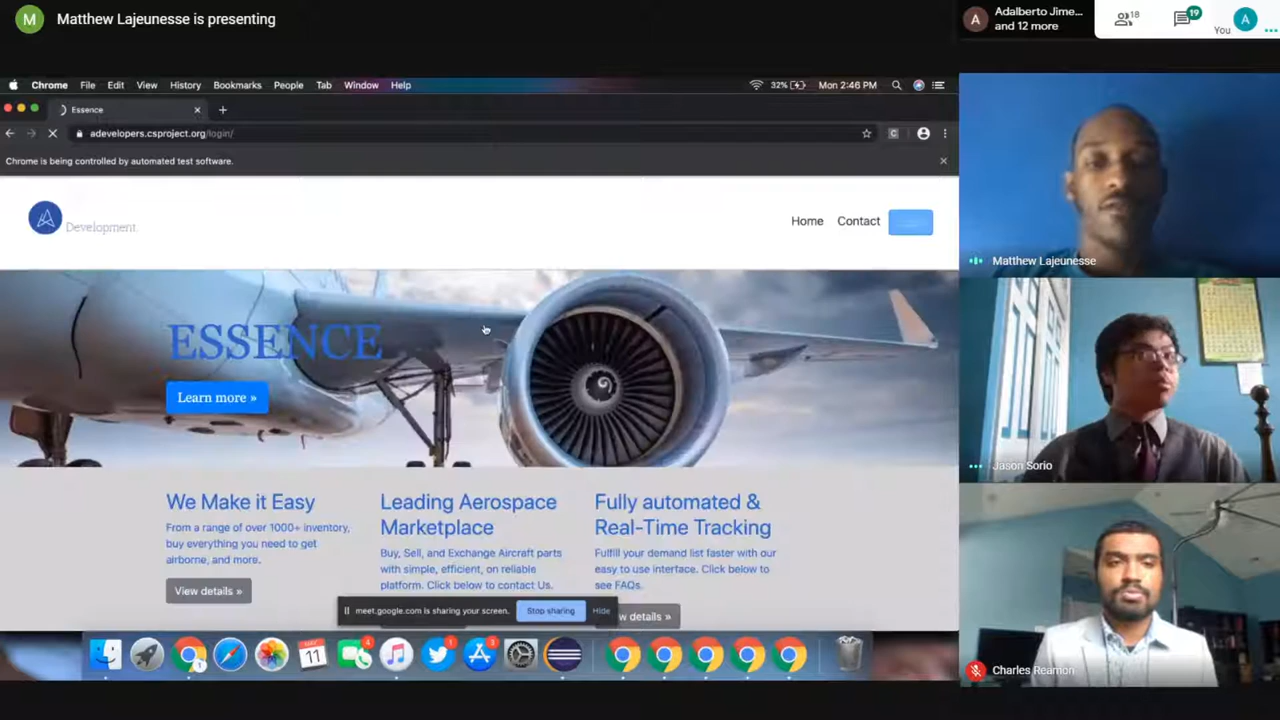 M
Matthew Lajeunesse is presenting
A
Adalberto Jime...
and 12 more
18
19
You
A
Chrome File Edit View History Bookmarks People Tab Window Help
32%
Mon 2:46 PM
Essence
adevelopers.csproject.org/login/
C
Chrome is being controlled by automated test software.
Development.
Home
Contact
ESSENCE
Learn more »
We Make it Easy
From a range of over 1000+ inventory,
buy everything you need to get
airborne, and more.
View details »
Leading Aerospace
Marketplace
Buy, Sell, and Exchange Aircraft parts
with simple, efficient, on reliable
platform. Click below to contact Us.
Fully automated &
Real-Time Tracking
Fulfill your demand list faster with our
easy to use interface. Click below to
see FAQs.
w details »
meet.google.com is sharing your screen.
Stop sharing
Hide
11
4
1
3
Matthew Lajeunesse
Jason Sorio
Charles Reamon